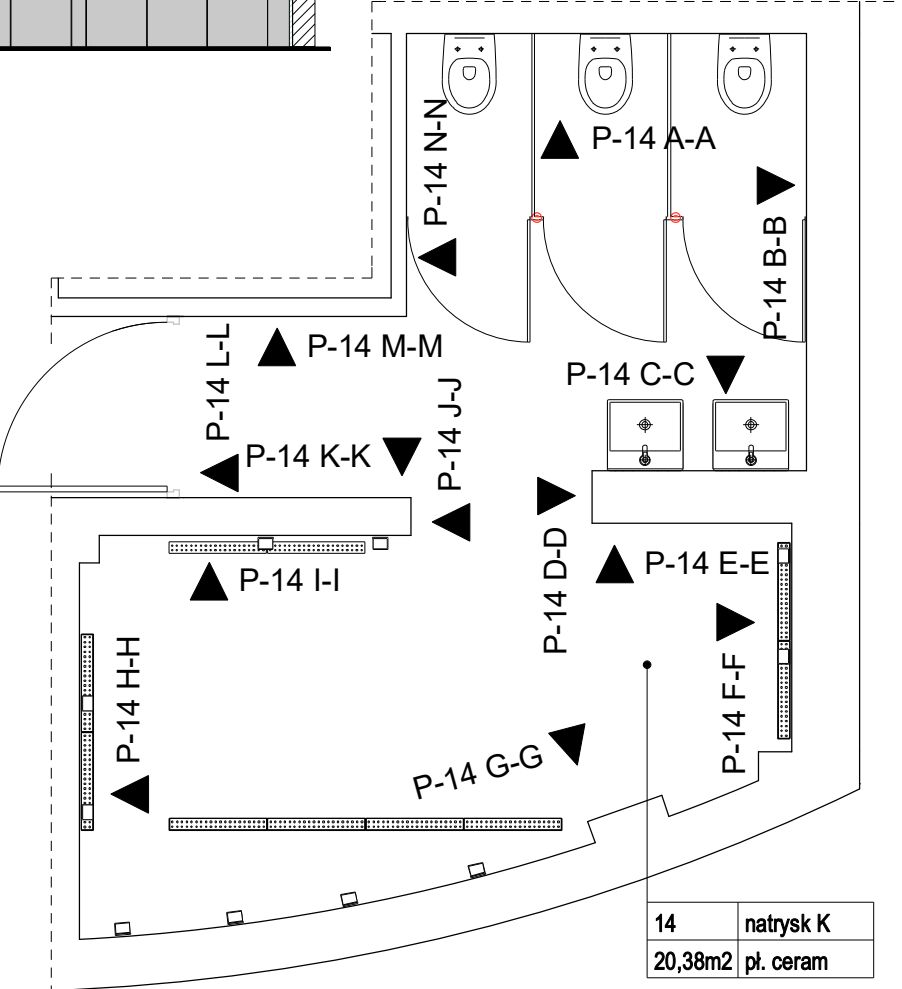 P-14 N-N
P-14 A-A
P-14 B-B
P-14 L-L
P-14 M-M
P-14 C-C
P-14 J-J
P-14 K-K
P-14 D-D
P-14 E-E
P-14 I-I
P-14 H-H
P-14 F-F
P-14 G-G
14 natrysk K
20,38m2 pł. ceram